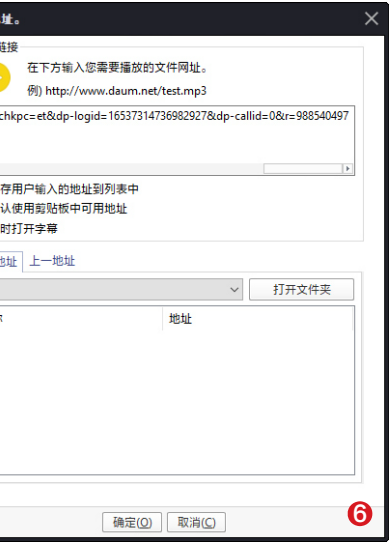 址。
链接
在下方输入您需要播放的文件网址。
例) http://www.daum.net/test.mp3
chkpc=et&dp-logid=16537314736982927&dp-callid=0&r=988540497
存用户输入的地址到列表中
认使用剪贴板中可用地址
时打开字幕
地址 上一地址
打开文件夹
地址
确定(O) 取消(C)
6